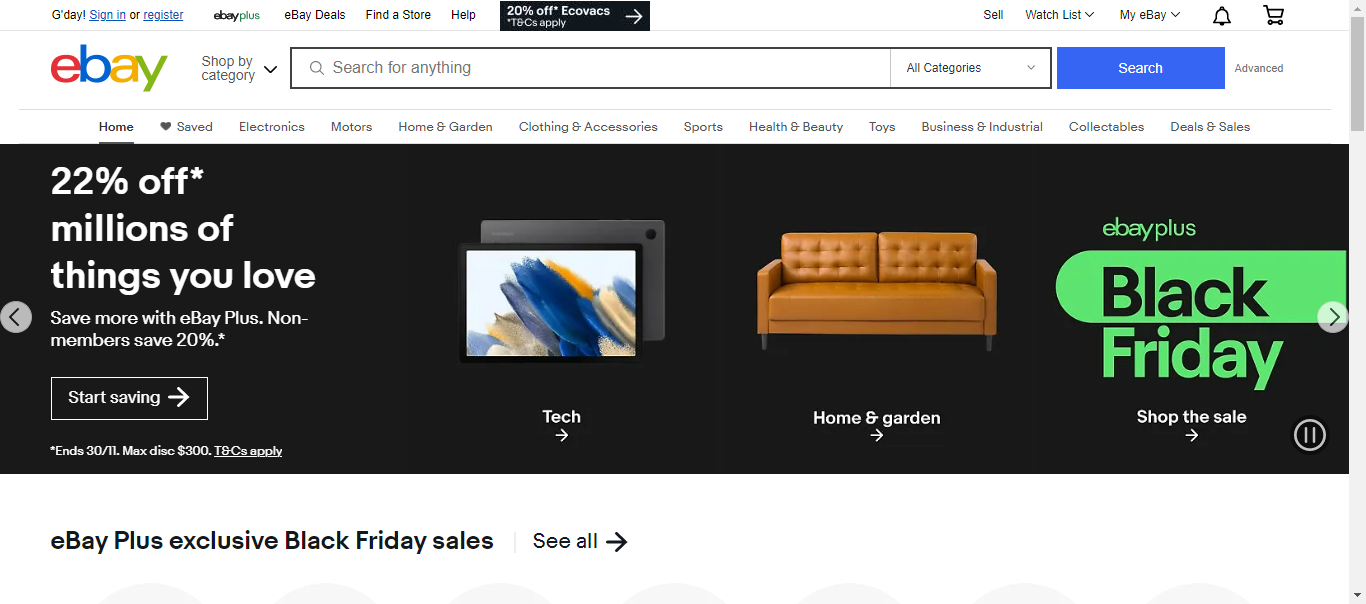 G'day! Sign in or register
ebay plus
eBay Deals
Find a Store
Help
20% off* Ecovacs
*T&Cs apply
Sell
Watch List
My eBay
ebay
Shop by
category
Search for anything
All Categories
Search
Advanced
Home
Saved
Electronics
Motors
Home & Garden
Clothing & Accessories
Sports
Health & Beauty
Toys
Business & Industrial
Collectables
Deals & Sales
22% off*
millions of
things you love
Save more with eBay Plus. Non-
members save 20%.*
Start saving
*Ends 30/11. Max disc $300. T&Cs apply
Tech
Home & garden
ebay plus
Black
Friday
Shop the sale
eBay Plus exclusive Black Friday sales
See all